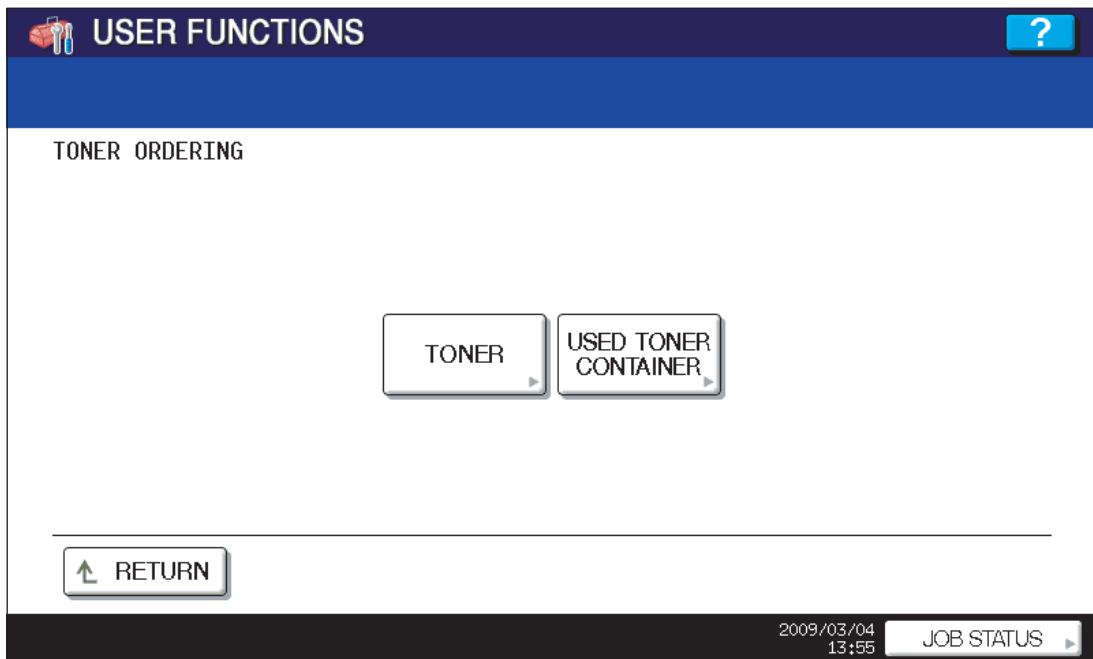 USER FUNCTIONS
?
TONER ORDERING
TONER
USED TONER
CONTAINER
RETURN
2009/03/04
13:55
JOB STATUS